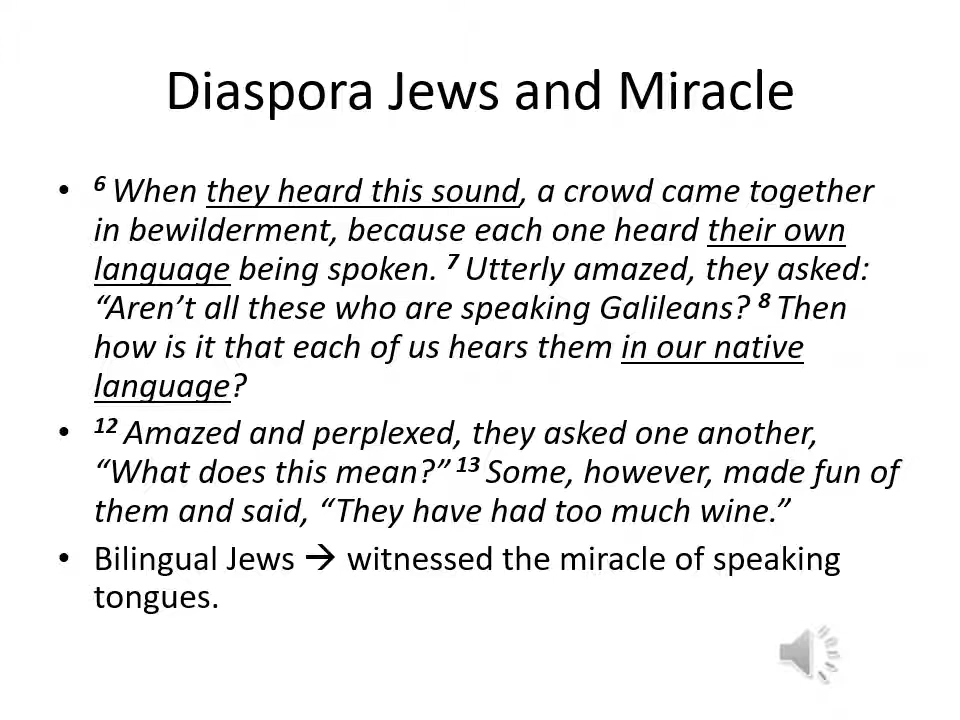 Diaspora Jews and Miracle
• 6 When they heard this sound, a crowd came together
in bewilderment, because each one heard their own
language being spoken. 7 Utterly amazed, they asked:
“Aren’t all these who are speaking Galileans? 8 Then
how is it that each of us hears them in our native
language?
• 12 Amazed and perplexed, they asked one another,
“What does this mean?” 13 Some, however, made fun of
them and said, “They have had too much wine.”
• Bilingual Jews → witnessed the miracle of speaking
tongues.